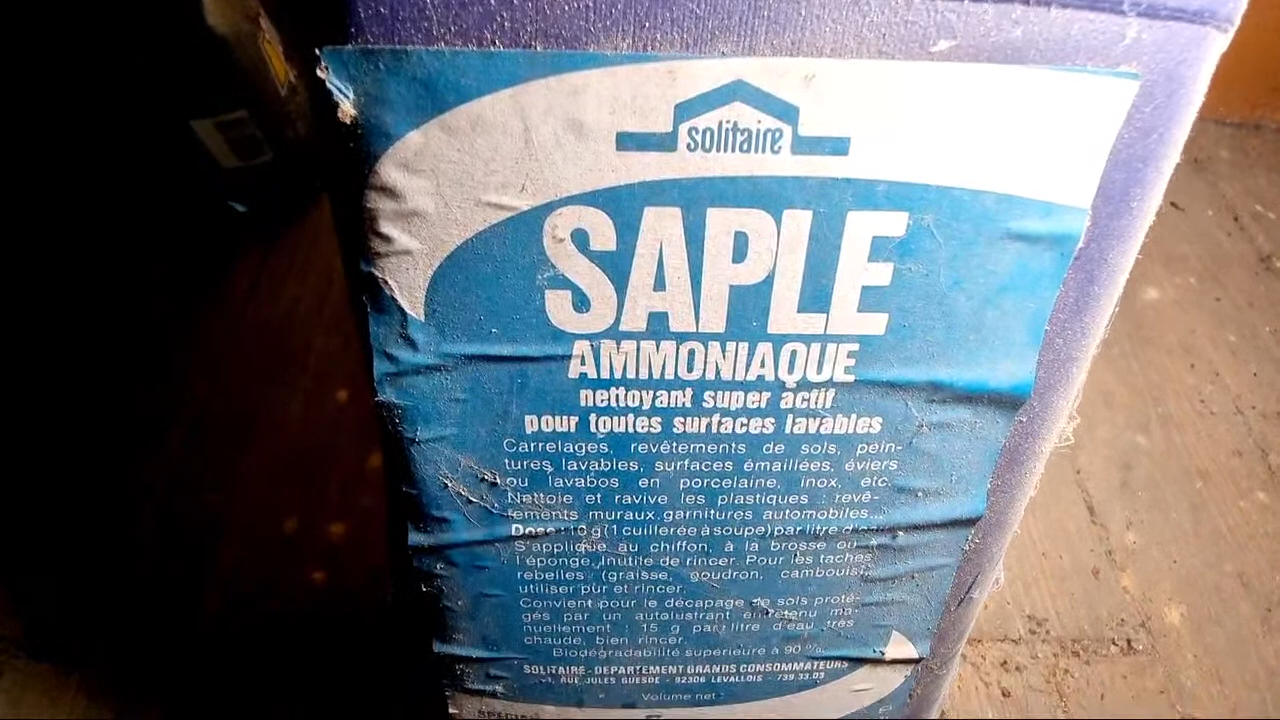 solitaire
SAPLE
AMMONIAQUE
nettoyant super actif
pour toutes surfaces lavables
Carrelages, revêtements de sols, pein-
tures lavables, surfaces émaillées, éviers
ou lavabos en porcelaine, inox, etc.
Nettoie et ravive les plastiques : revê-
tements muraux, garnitures automobiles...
Dose : 10 g (1 cuillerée à soupe) par litre d'eau
S'applique au chiffon, à la brosse ou à
l'éponge. Inutile de rincer. Pour les taches
rebelles (graisse, goudron, cambouis)
utiliser pur et rincer.
Convient pour le décapage de sols proté-
gés par un autolustrant entretenu ma-
nuellement : 15 g par litre d'eau très
chaude, bien rincer.
Biodégradabilité supérieure à 90 %.
SOLITAIRE - DEPARTEMENT GRANDS CONSOMMATEURS
RUE JULES GUESDE - 92306 LEVALLOIS - 739.33.03
Volume net :